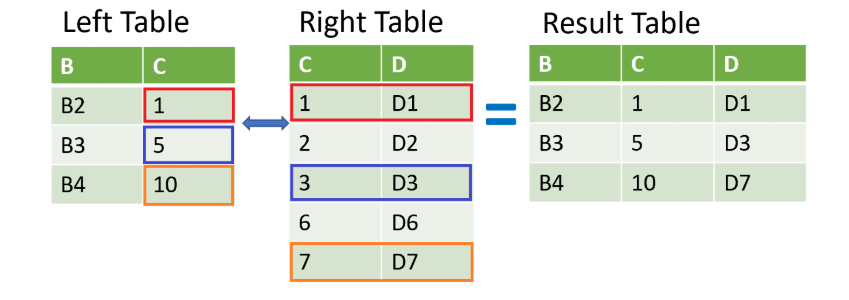 Left Table
Right Table
Result Table
B C
B2 1
B3 5
B4 10
C D
1 D1
2 D2
3 D3
6 D6
7 D7
=
B C D
B2 1 D1
B3 5 D3
B4 10 D7